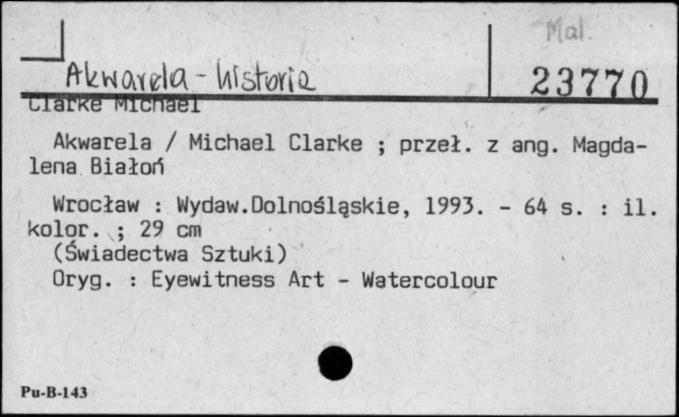 Mal.
Akwarela - historia
23770
Clarke Michael
Akwarela / Michael Clarke ; przeł. z ang. Magda-
lena Białoń
Wrocław : Wydaw.Dolnośląskie, 1993. - 64 s. : il.
kolor. ; 29 cm
(Świadectwa Sztuki)
Oryg. : Eyewitness Art - Watercolour
Pu-B-143